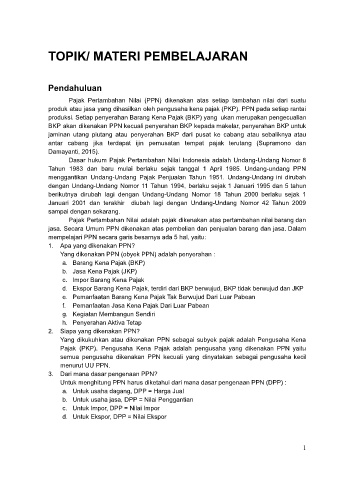 TOPIK/ MATERI PEMBELAJARAN
Pendahuluan
Pajak Pertambahan Nilai (PPN) dikenakan atas setiap tambahan nilai dari suatu
produk atau jasa yang dihasilkan oleh pengusaha kena pajak (PKP). PPN pada setiap rantai
produksi. Setiap penyerahan Barang Kena Pajak (BKP) yang ukan merupakan pengecualian
BKP akan dikenakan PPN kecuali penyerahan BKP kepada makelar, penyerahan BKP untuk
jaminan utang piutang atau penyerahan BKP dari pusat ke cabang atau sebaliknya atau
antar cabang jika terdapat ijin pemusatan tempat pajak terulang (Supramono dan
Damayanti, 2015).
Dasar hukum Pajak Pertambahan Nilai Indonesia adalah Undang-Undang Nomor 8
Tahun 1983 dan baru mulai berlaku sejak tanggal 1 April 1985. Undang-undang PPN
menggantikan Undang-Undang Pajak Penjualan Tahun 1951. Undang-Undang ini dirubah
dengan Undang-Undang Nomor 11 Tahun 1994, berlaku sejak 1 Januari 1995 dan 5 tahun
berikutnya dirubah lagi dengan Undang-Undang Nomor 18 Tahun 2000 berlaku sejak 1
Januari 2001 dan terakhir diubah lagi dengan Undang-Undang Nomor 42 Tahun 2009
sampai dengan sekarang.
Pajak Pertambahan Nilai adalah pajak dikenakan atas pertambahan nilai barang dan
jasa. Secara Umum PPN dikenakan atas pembelian dan penjualan barang dan jasa. Dalam
mempelajari PPN secara garis besarnya ada 5 hal, yaitu:
1. Apa yang dikenakan PPN?
Yang dikenakan PPN (obyek PPN) adalah penyerahan :
a. Barang Kena Pajak (BKP)
b. Jasa Kena Pajak (JKP)
c. Impor Barang Kena Pajak
d. Ekspor Barang Kena Pajak, terdiri dari BKP berwujud, BKP tidak berwujud dan JKP
e. Pemanfaatan Barang Kena Pajak Tak Berwujud Dari Luar Pabean
f. Pemanfaatan Jasa Kena Pajak Dari Luar Pabean
g. Kegiatan Membangun Sendiri
h. Penyerahan Aktiva Tetap
2. Siapa yang dikenakan PPN?
Yang dikukuhkan atau dikenakan PPN sebagai subyek pajak adalah Pengusaha Kena
Pajak (PKP). Pengusaha Kena Pajak adalah pengusaha yang dikenakan PPN yaitu
semua pengusaha dikenakan PPN kecuali yang dinyatakan sebagai pengusaha kecil
menurut UU PPN.
3. Dari mana dasar pengenaan PPN?
Untuk menghitung PPN harus diketahui dari mana dasar pengenaan PPN (DPP) :
a. Untuk usaha dagang, DPP = Harga Jual
b. Untuk usaha jasa, DPP = Nilai Penggantian
c. Untuk Impor, DPP = Nilai Impor
d. Untuk Ekspor, DPP = Nilai Ekspor
1